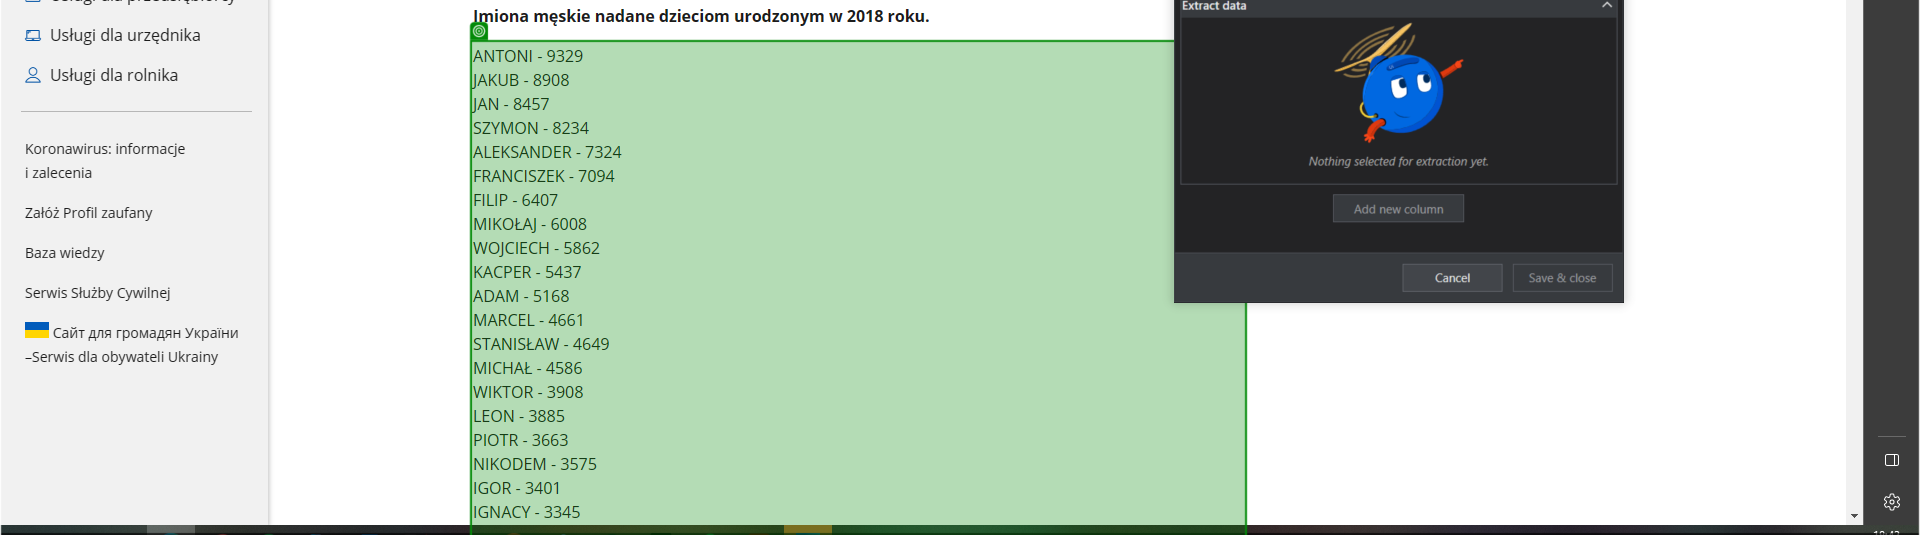 Usługi dla przedsiębiorcy
Usługi dla urzędnika
Usługi dla rolnika
Koronawirus: informacje
i zalecenia
Załóż Profil zaufany
Baza wiedzy
Serwis Służby Cywilnej
Сайт для громадян України
–Serwis dla obywateli Ukrainy
Imiona męskie nadane dzieciom urodzonym w 2018 roku.
ANTONI - 9329
JAKUB - 8908
JAN - 8457
SZYMON - 8234
ALEKSANDER - 7324
FRANCISZEK - 7094
FILIP - 6407
MIKOŁAJ - 6008
WOJCIECH - 5862
KACPER - 5437
ADAM - 5168
MARCEL - 4661
STANISŁAW - 4649
MICHAŁ - 4586
WIKTOR - 3908
LEON - 3885
PIOTR - 3663
NIKODEM - 3575
IGOR - 3401
IGNACY - 3345
Extract data
Nothing selected for extraction yet.
Add new column
Cancel
Save & close